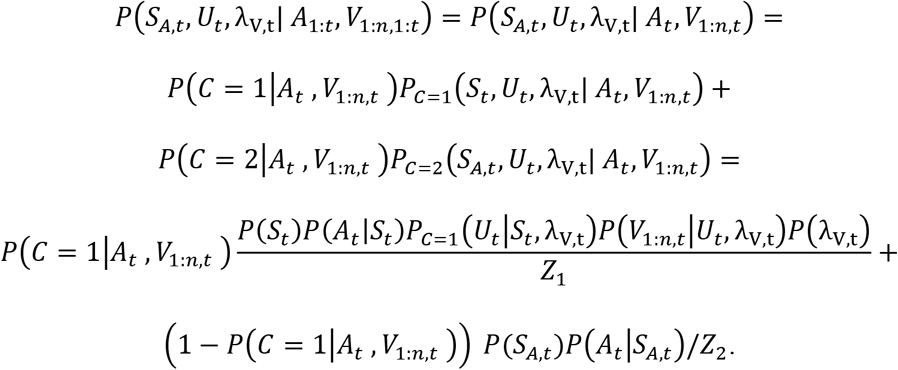 P(S_{A,t}, U_t, λ_{V,t}| A_{1:t}, V_{1:n,1:t}) = P(S_{A,t}, U_t, λ_{V,t}| A_t, V_{1:n,t}) =
P(C = 1|A_t , V_{1:n,t} )P_{C=1}(S_t, U_t, λ_{V,t}| A_t, V_{1:n,t}) +
P(C = 2|A_t , V_{1:n,t} )P_{C=2}(S_{A,t}, U_t, λ_{V,t}| A_t, V_{1:n,t}) =
P(C = 1|A_t , V_{1:n,t} ) \frac{P(S_t)P(A_t|S_t)P_{C=1}(U_t|S_t, λ_{V,t})P(V_{1:n,t}|U_t, λ_{V,t})P(λ_{V,t})}{Z_1} +
(1 − P(C = 1|A_t , V_{1:n,t})) P(S_{A,t})P(A_t|S_{A,t})/Z_2.